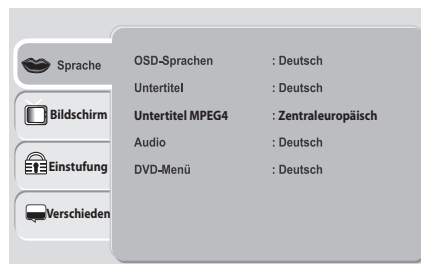 Sprache
Bildschirm
Einstufung
Verschieden
OSD-Sprachen : Deutsch
Untertitel : Deutsch
Untertitel MPEG4 : Zentraleuropäisch
Audio : Deutsch
DVD-Menü : Deutsch